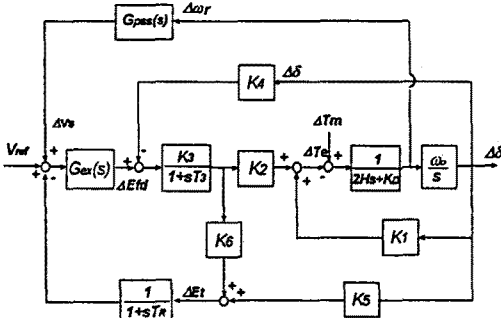 Gpss(s)
Δωr
K4
Δδ
ΔVs
+
-
ΔTm
Vref
+
+
-
Gex(s)
ΔEfd
+
K3
1+sT3
K2
+
+
ΔTe
+
-
1
2Hs+KD
ω₀
s
Δδ
K6
K1
+
+
1
1+sTR
ΔEt
K5